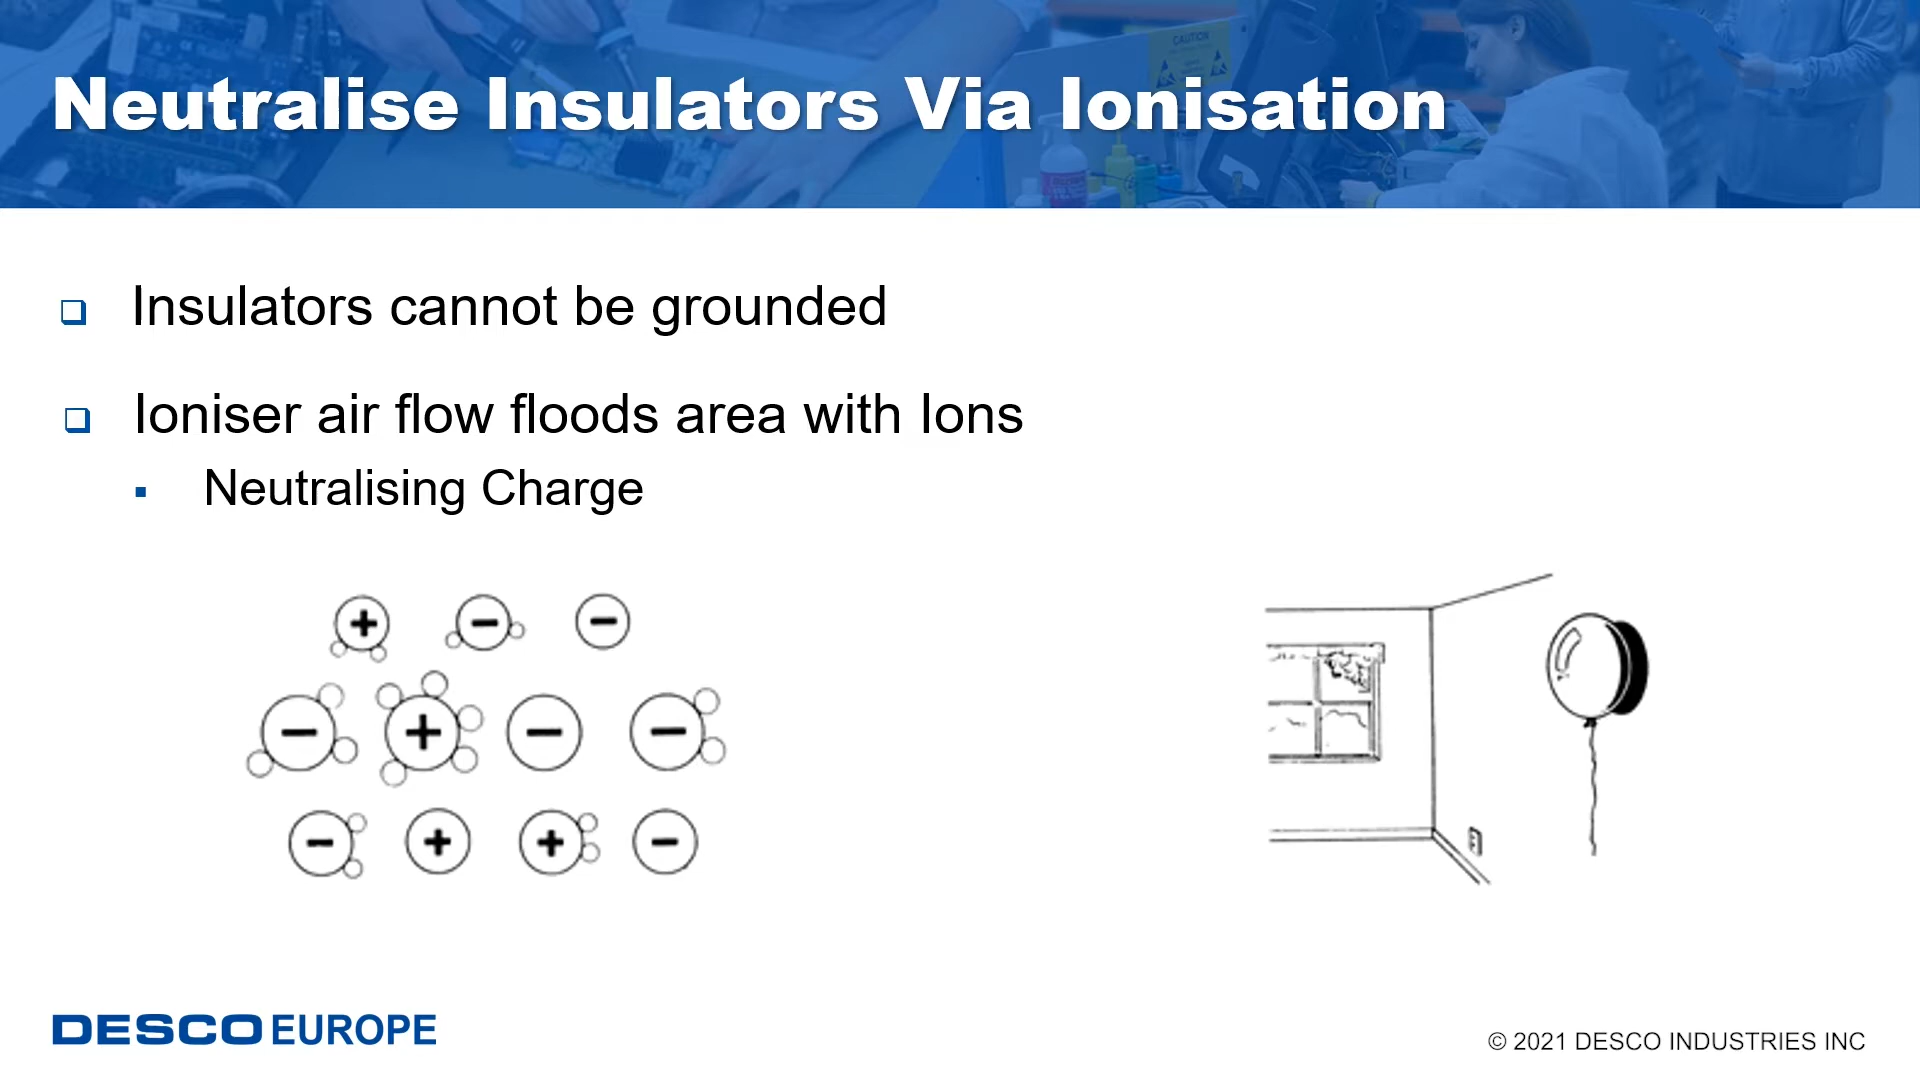 Neutralise Insulators Via Ionisation
CAUTION
Insulators cannot be grounded
Ioniser air flow floods area with Ions
Neutralising Charge
DESCO EUROPE
© 2021 DESCO INDUSTRIES INC